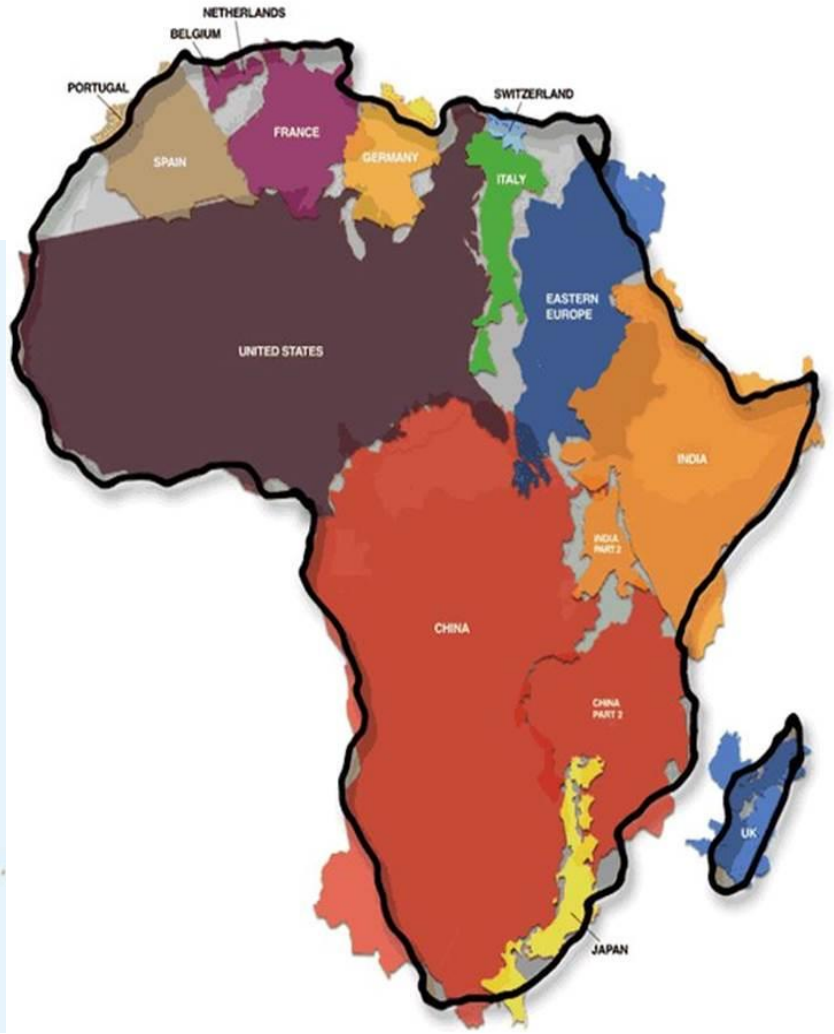 NETHERLANDS
BELGIUM
PORTUGAL
SWITZERLAND
FRANCE
SPAIN
GERMANY
ITALY
EASTERN
EUROPE
UNITED STATES
INDIA
INDIA
PART 2
CHINA
CHINA
PART 2
UK
JAPAN